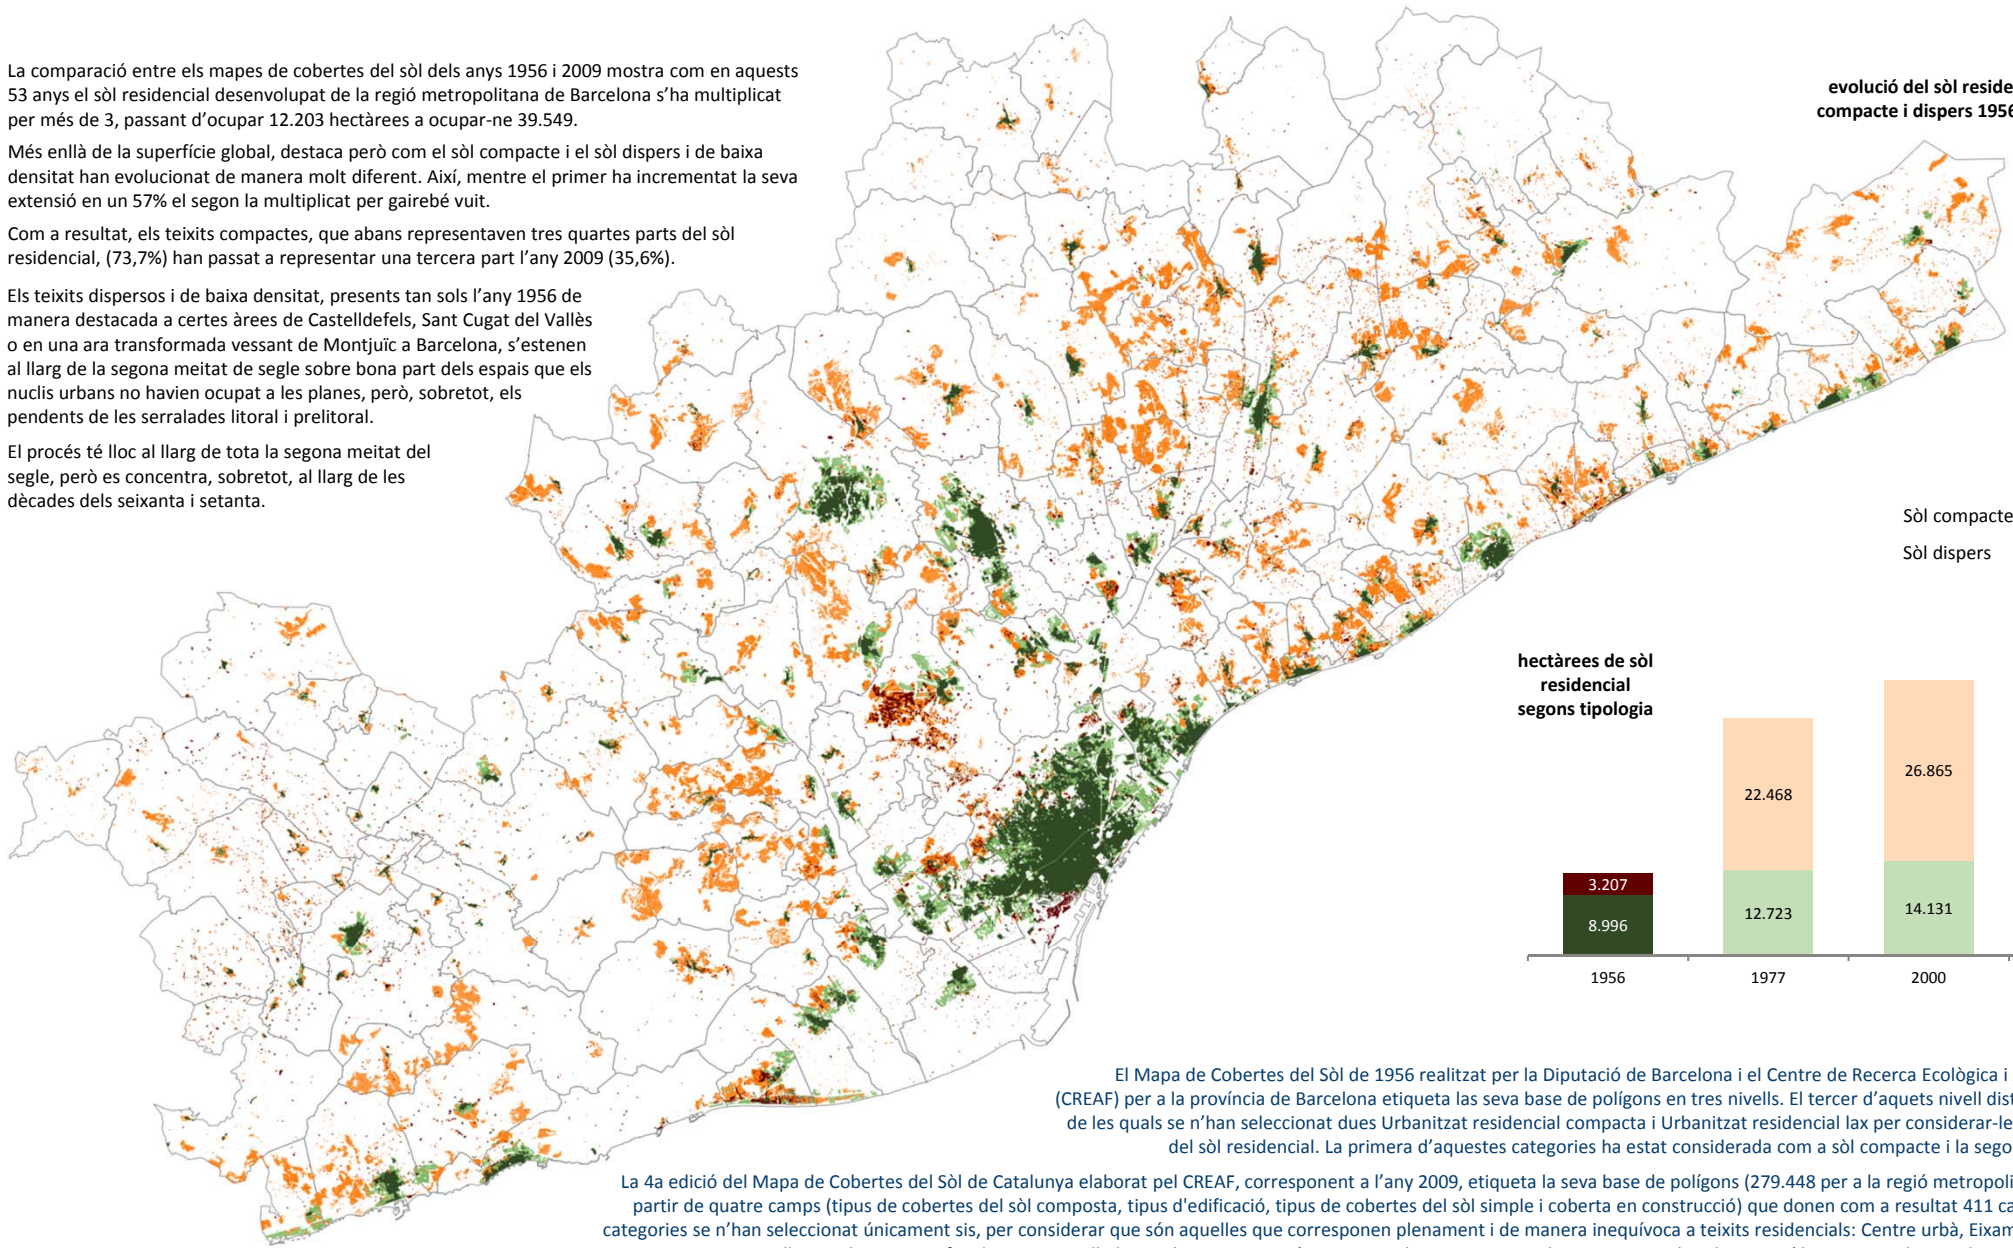 La comparació entre els mapes de cobertes del sòl dels anys 1956 i 2009 mostra com en aquests
53 anys el sòl residencial desenvolupat de la regió metropolitana de Barcelona s’ha multiplicat
per més de 3, passant d’ocupar 12.203 hectàrees a ocupar-ne 39.549.
Més enllà de la superfície global, destaca però com el sòl compacte i el sòl dispers i de baixa
densitat han evolucionat de manera molt diferent. Així, mentre el primer ha incrementat la seva
extensió en un 57% el segon la multiplicat per gairebé vuit.
Com a resultat, els teixits compactes, que abans representaven tres quartes parts del sòl
residencial, (73,7%) han passat a representar una tercera part l’any 2009 (35,6%).
Els teixits dispersos i de baixa densitat, presents tan sols l’any 1956 de
manera destacada a certes àrees de Castelldefels, Sant Cugat del Vallès
o en una ara transformada vessant de Montjuïc a Barcelona, s’estenen
al llarg de la segona meitat de segle sobre bona part dels espais que els
nuclis urbans no havien ocupat a les planes, però, sobretot, els
pendents de les serralades litoral i prelitoral.
El procés té lloc al llarg de tota la segona meitat del
segle, però es concentra, sobretot, al llarg de les
dècades dels seixanta i setanta.
evolució del sòl reside
compacte i dispers 1956
Sòl compacte
Sòl dispers
hectàrees de sòl
residencial
segons tipologia
26.865
22.468
3.207
14.131
12.723
8.996
1956 1977 2000
El Mapa de Cobertes del Sòl de 1956 realitzat per la Diputació de Barcelona i el Centre de Recerca Ecològica i
(CREAF) per a la província de Barcelona etiqueta las seva base de polígons en tres nivells. El tercer d’aquets nivell dist
de les quals se n’han seleccionat dues Urbanitzat residencial compacta i Urbanitzat residencial lax per considerar-le
del sòl residencial. La primera d’aquestes categories ha estat considerada com a sòl compacte i la sego
La 4a edició del Mapa de Cobertes del Sòl de Catalunya elaborat pel CREAF, corresponent a l’any 2009, etiqueta la seva base de polígons (279.448 per a la regió metropoli
partir de quatre camps (tipus de cobertes del sòl composta, tipus d'edificació, tipus de cobertes del sòl simple i coberta en construcció) que donen com a resultat 411 ca
categories se n’han seleccionat únicament sis, per considerar que són aquelles que corresponen plenament i de manera inequívoca a teixits residencials: Centre urbà, Eixam